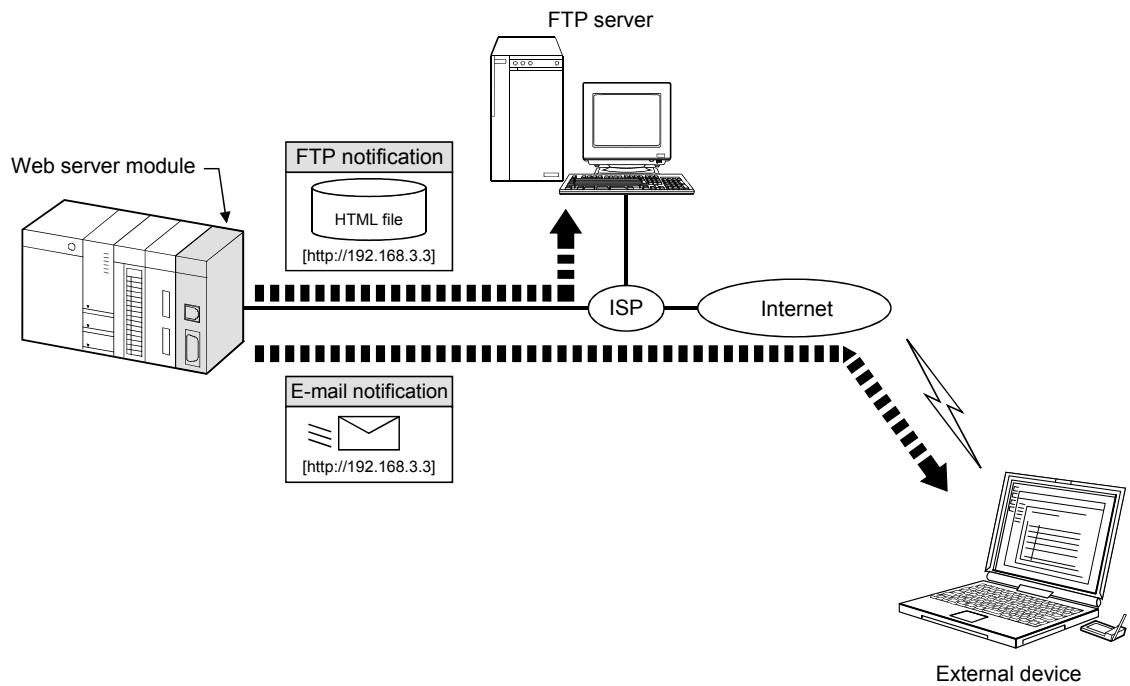 FTP server
Web server module
FTP notification
HTML file
[http://192.168.3.3]
ISP
Internet
E-mail notification
[http://192.168.3.3]
External device